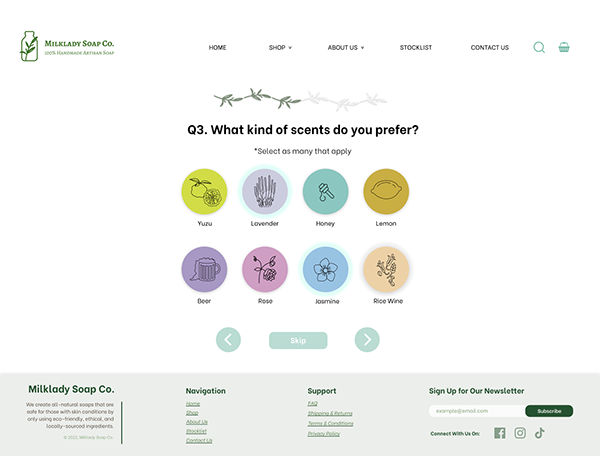 Milklady Soap Co.
100% Handmade Artisan Soap
HOME
SHOP
ABOUT US
STOCKLIST
CONTACT US
Q3. What kind of scents do you prefer?
*Select as many that apply
Yuzu
Lavender
Honey
Lemon
Beer
Rose
Jasmine
Rice Wine
Skip
Milklady Soap Co.
We create all-natural soaps that are
safe for those with skin conditions by
only using eco-friendly, ethical, and
locally-sourced ingredients.
© 2022, Milklady Soap Co.
Navigation
Home
Shop
About Us
Stocklist
Contact Us
Support
FAQ
Shipping & Returns
Terms & Conditions
Privacy Policy
Sign Up for Our Newsletter
example@email.com
Subscribe
Connect With Us On: